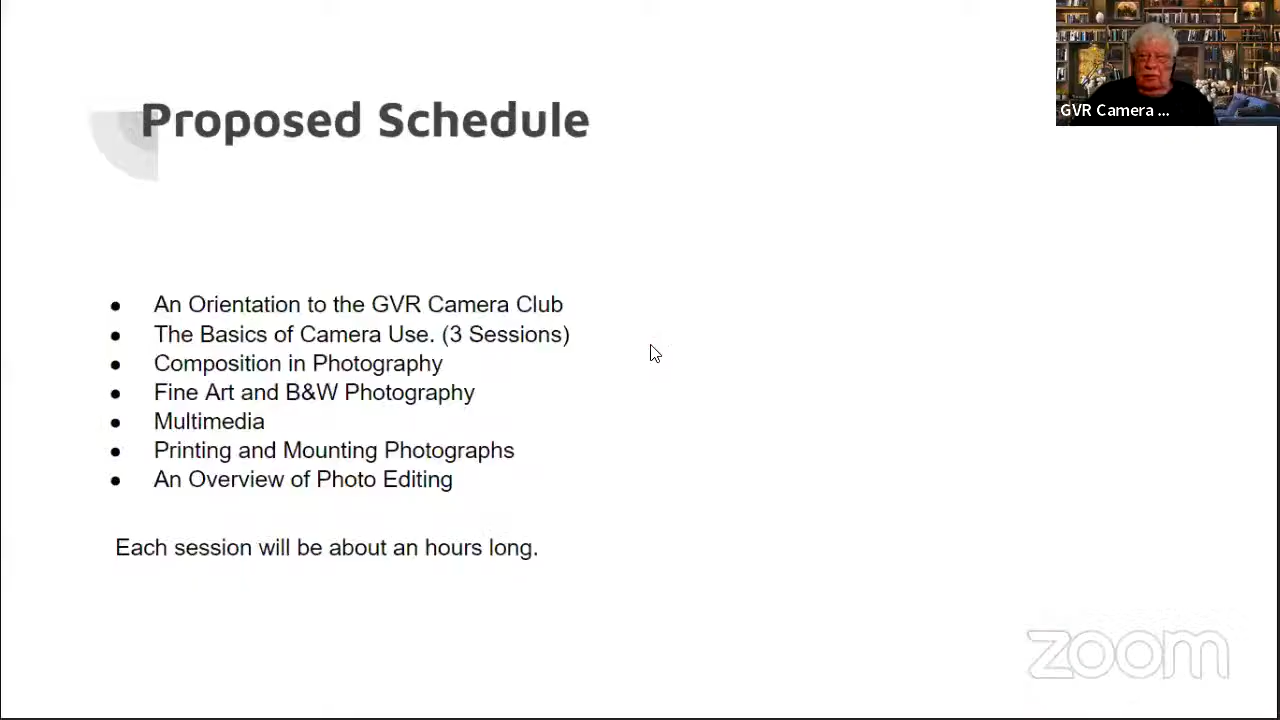 Proposed Schedule
GVR Camera ...
● An Orientation to the GVR Camera Club
● The Basics of Camera Use. (3 Sessions)
● Composition in Photography
● Fine Art and B&W Photography
● Multimedia
● Printing and Mounting Photographs
● An Overview of Photo Editing
Each session will be about an hours long.
zoom